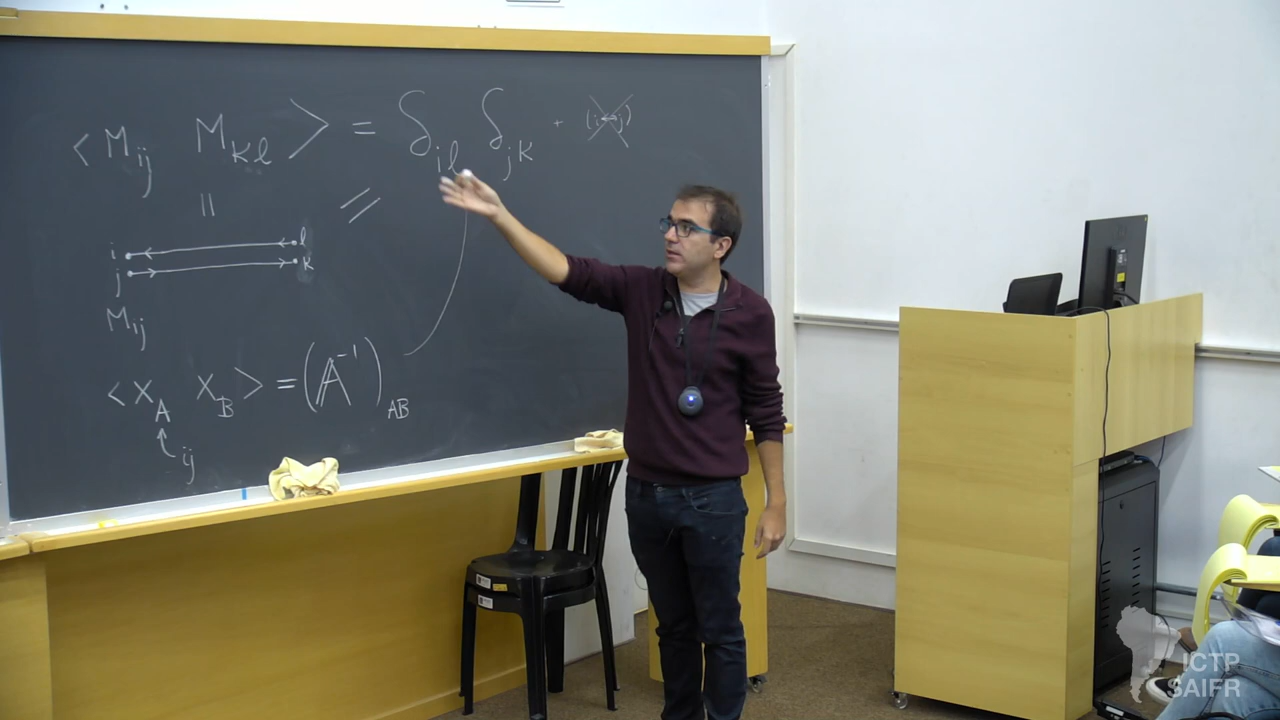 < M_ij M_kl > = δ_il δ_jk + (i↔j)
|| //
i l
j k
M_ij
< x_A x_B > = (A^-1)_AB
↑ ij
ICTP
SAIFR